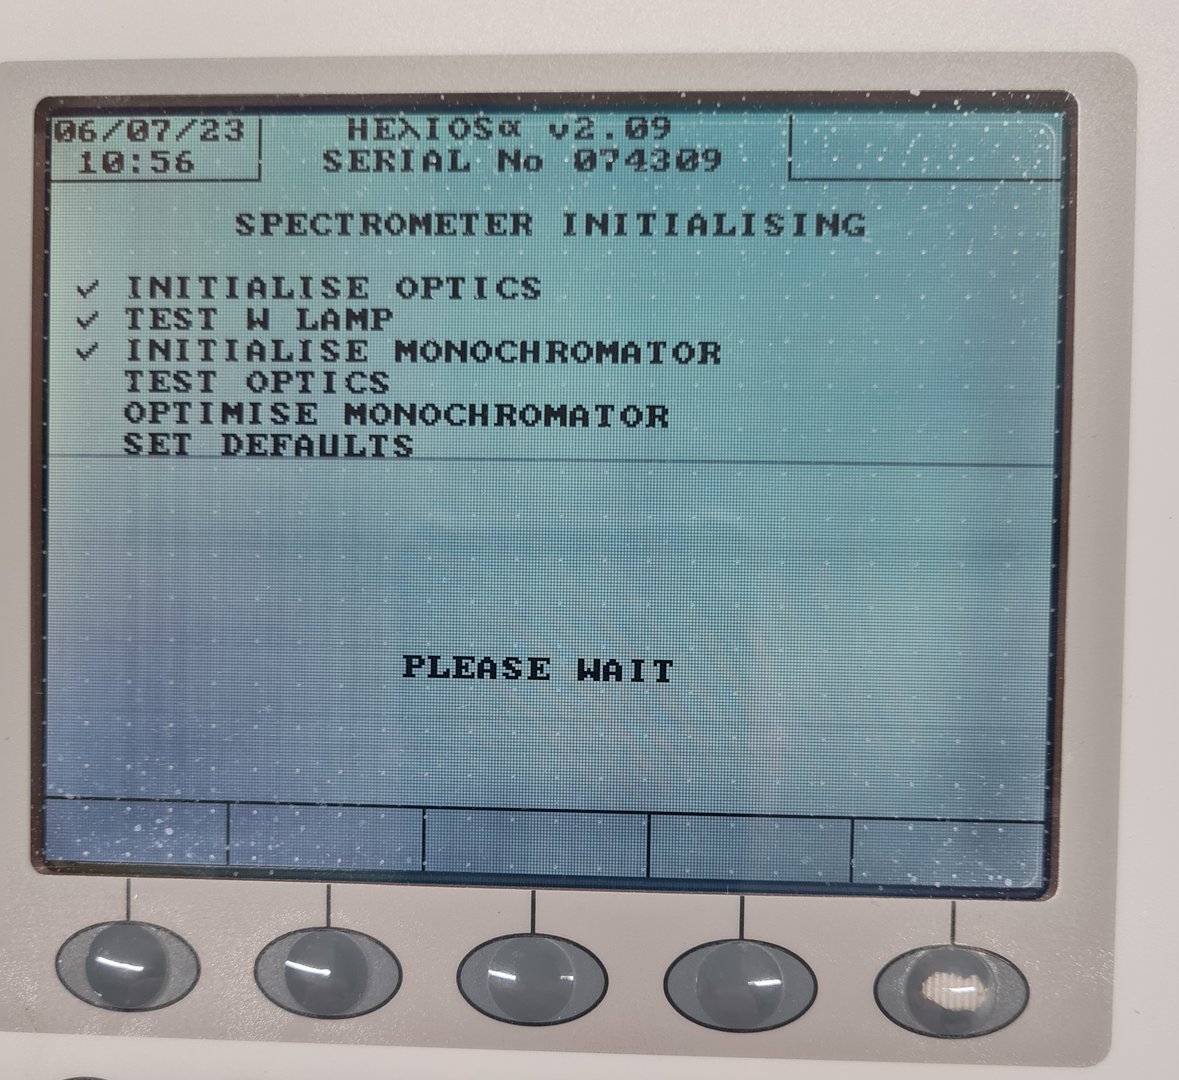 06/07/23
10:56
HEλIOSα v2.09
SERIAL No 074309
SPECTROMETER INITIALISING
✓ INITIALISE OPTICS
✓ TEST W LAMP
✓ INITIALISE MONOCHROMATOR
TEST OPTICS
OPTIMISE MONOCHROMATOR
SET DEFAULTS
PLEASE WAIT